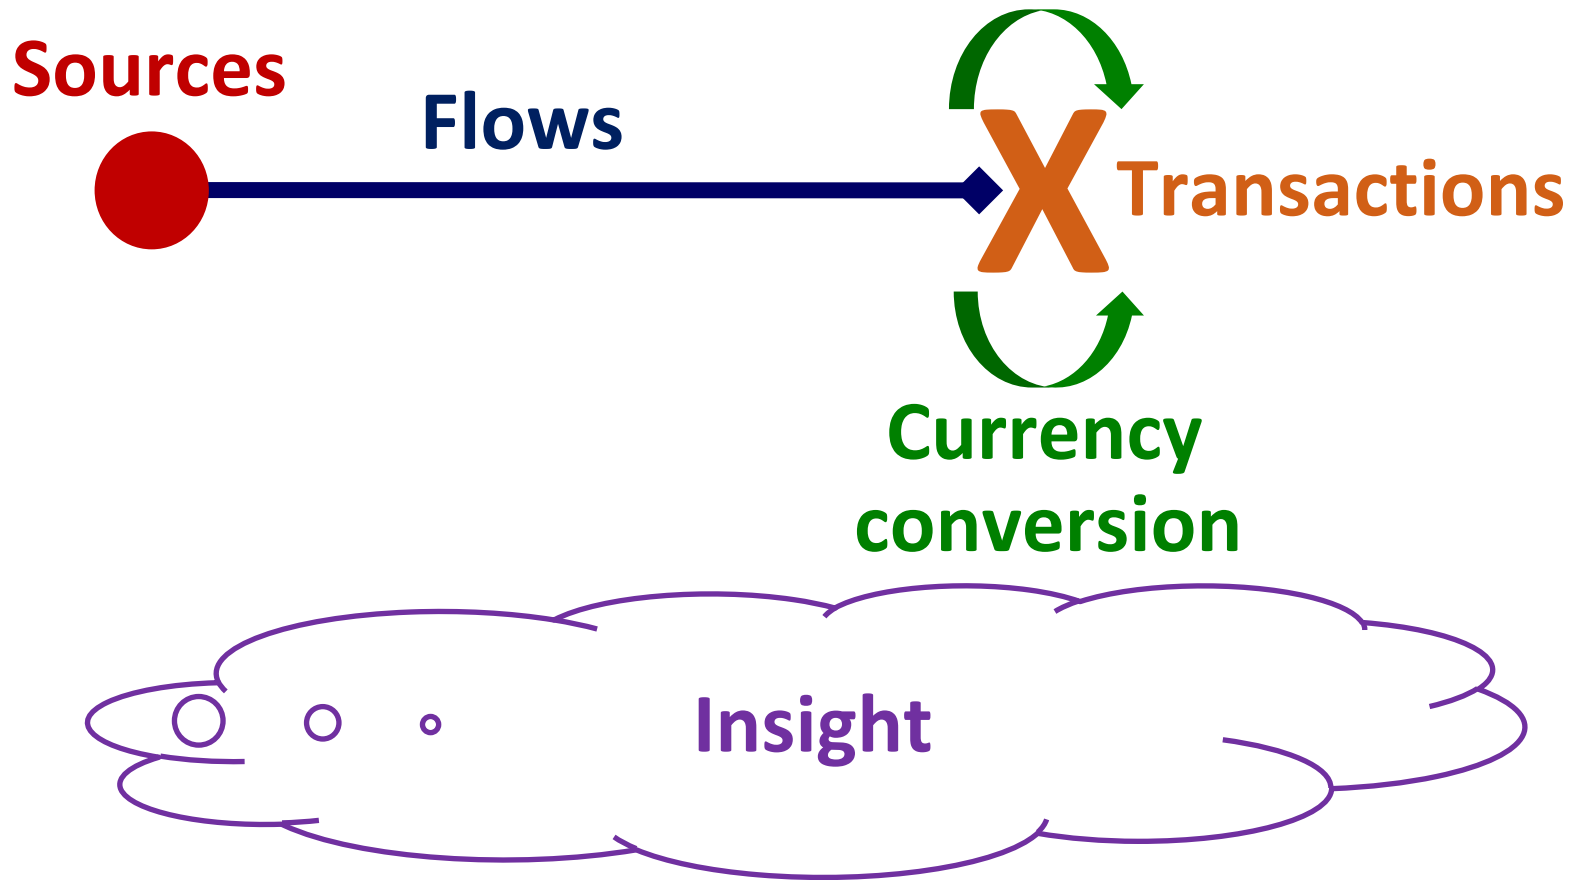 Sources
Flows
X
Transactions
Currency
conversion
Insight